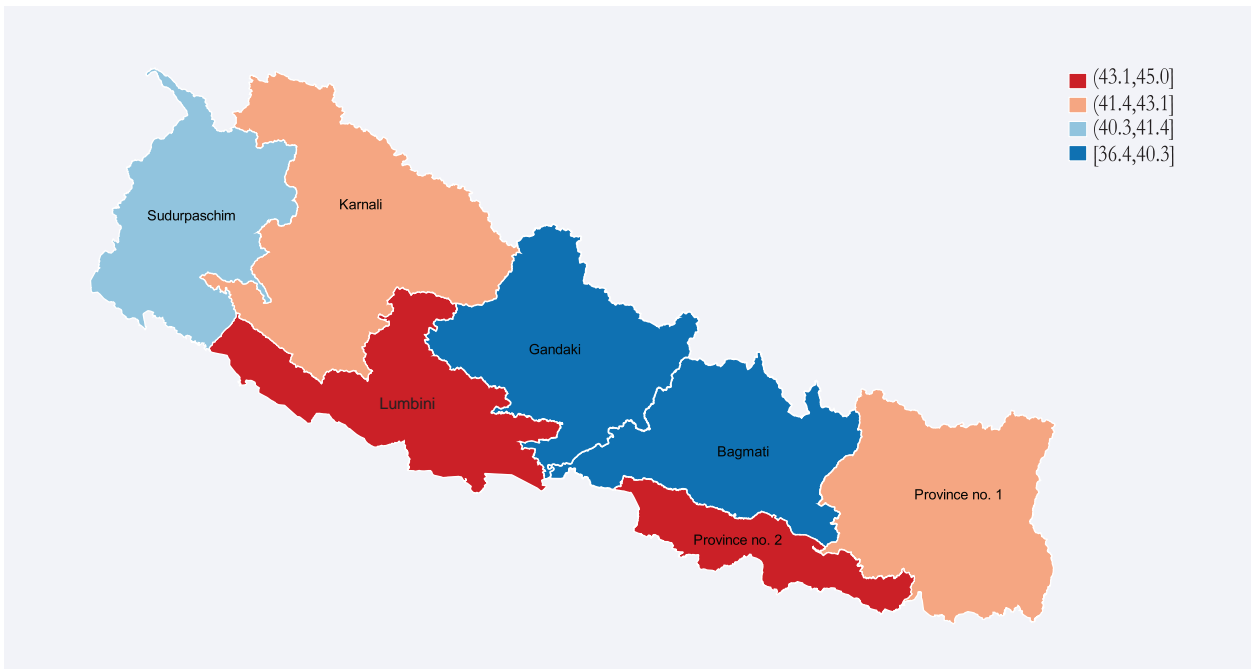 (43.1,45.0]
(41.4,43.1]
(40.3,41.4]
[36.4,40.3]
Karnali
Sudurpaschim
Gandaki
Lumbini
Bagmati
Province no. 1
Province no. 2